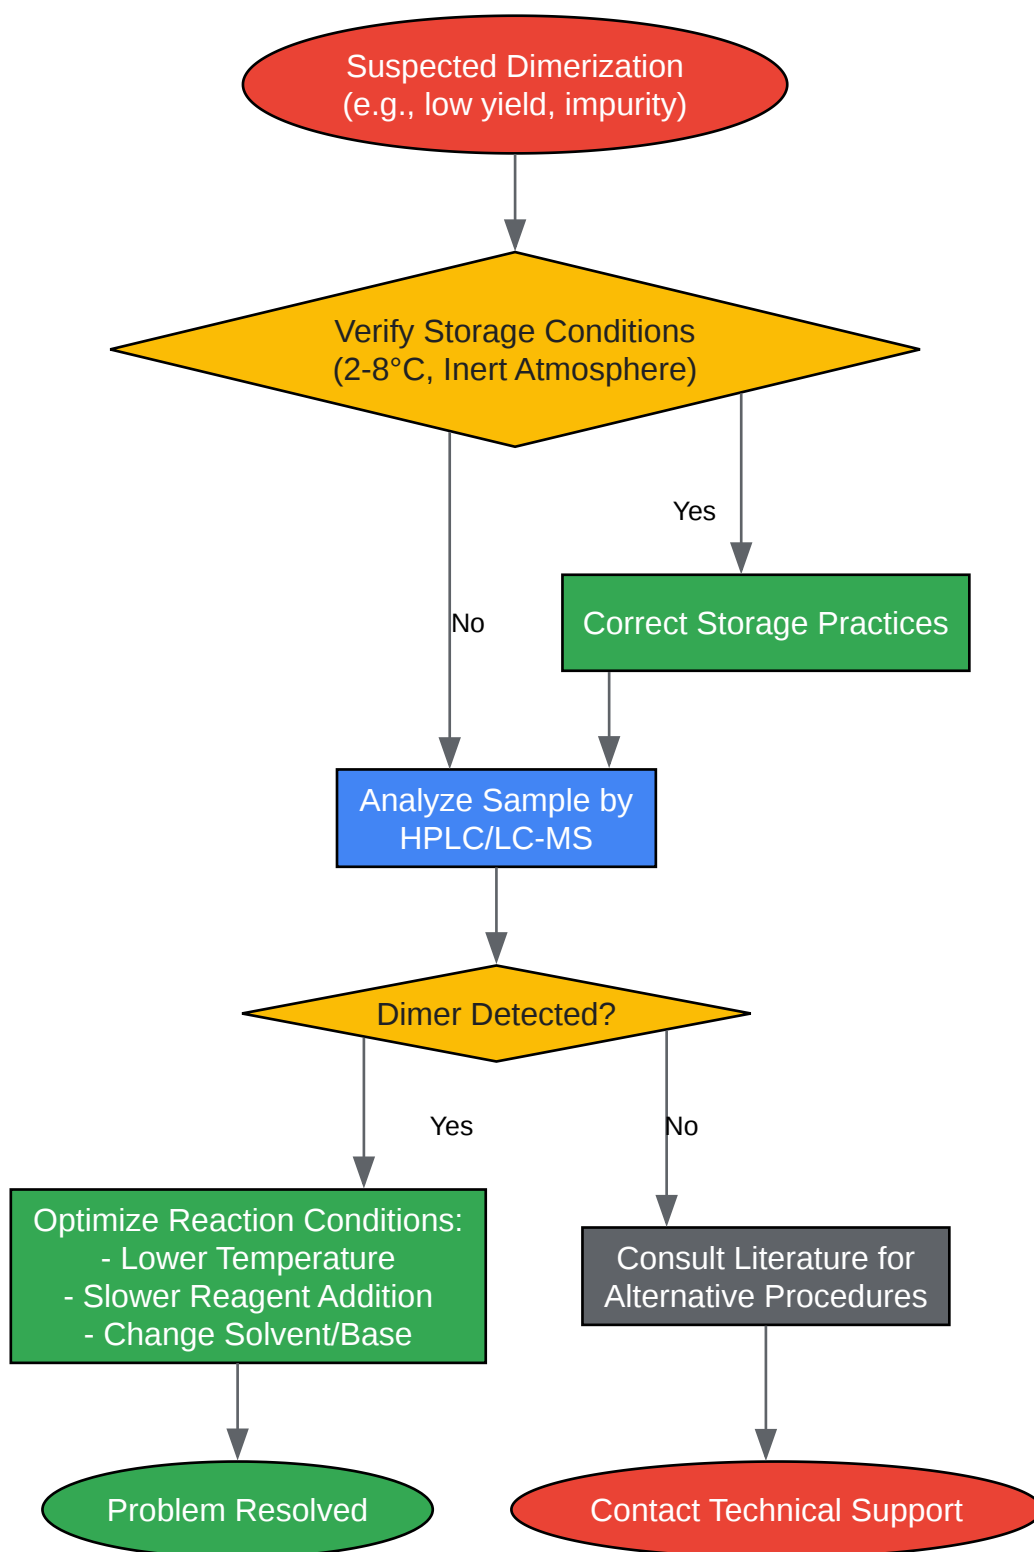 Suspected Dimerization
(e.g., low yield, impurity)
Verify Storage Conditions
(2-8°C, Inert Atmosphere)
Yes
No
Correct Storage Practices
Analyze Sample by
HPLC/LC-MS
Dimer Detected?
Yes
No
Optimize Reaction Conditions:
- Lower Temperature
- Slower Reagent Addition
- Change Solvent/Base
Consult Literature for
Alternative Procedures
Problem Resolved
Contact Technical Support